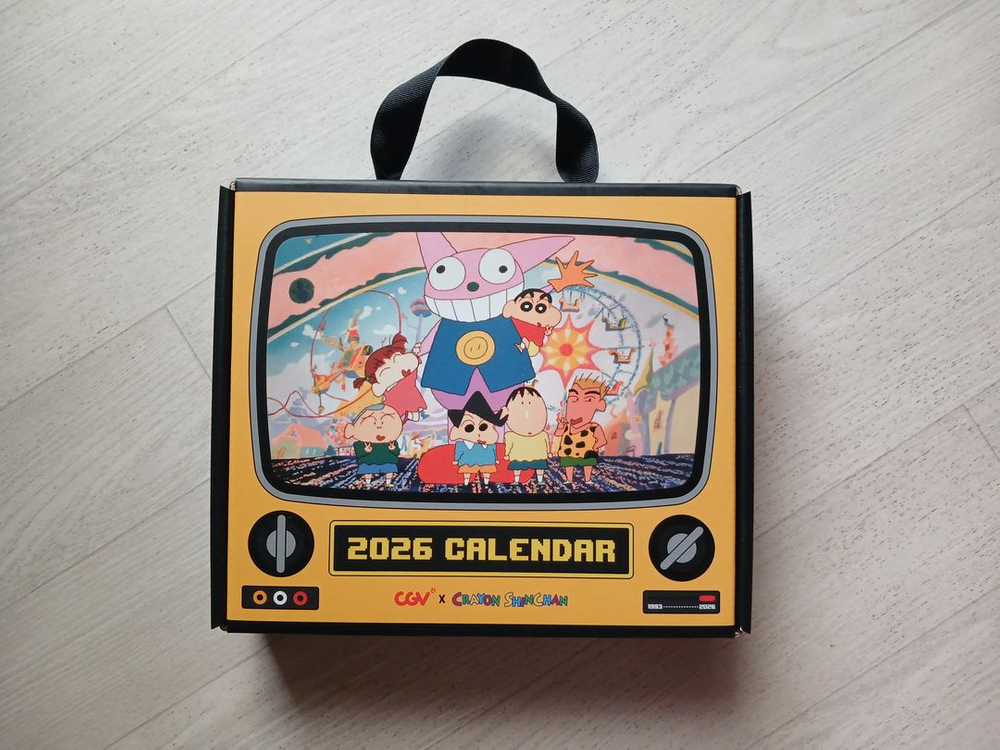 2026 CALENDAR
CGV X CRAYON SHINCHAN
1993 2026